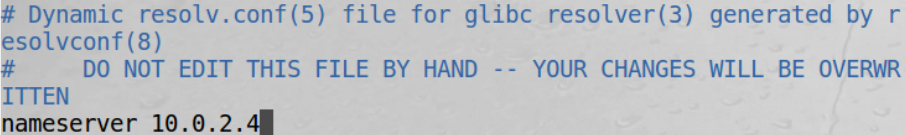 # Dynamic resolv.conf(5) file for glibc resolver(3) generated by r
esolvconf(8)
#     DO NOT EDIT THIS FILE BY HAND -- YOUR CHANGES WILL BE OVERWR
ITTEN
nameserver 10.0.2.4